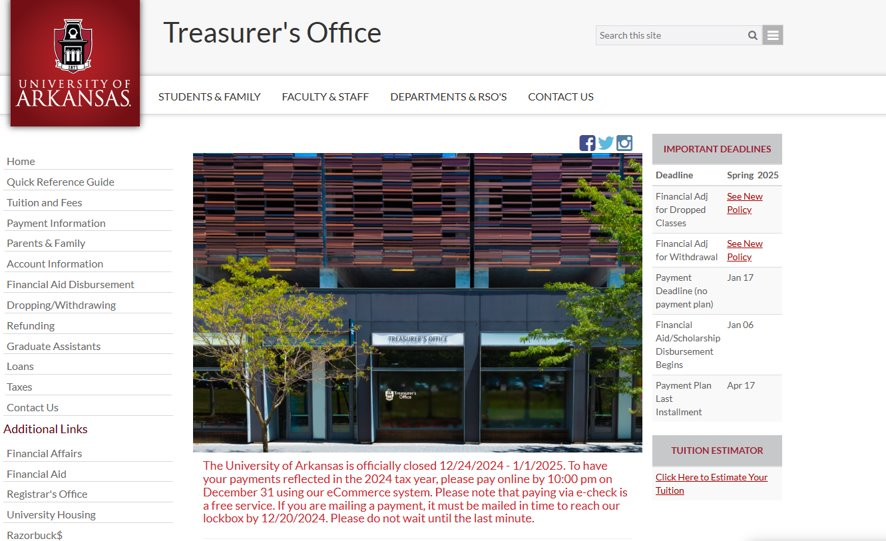 UNIVERSITY OF
ARKANSAS.
Treasurer's Office
Search this site
STUDENTS & FAMILY
FACULTY & STAFF
DEPARTMENTS & RSO'S
CONTACT US
Home
Quick Reference Guide
Tuition and Fees
Payment Information
Parents & Family
Account Information
Financial Aid Disbursement
Dropping/Withdrawing
Refunding
Graduate Assistants
Loans
Taxes
Contact Us
Additional Links
Financial Affairs
Financial Aid
Registrar's Office
University Housing
Razorbuck$
TREASURER'S OFFICE
Treasurer's
Office
The University of Arkansas is officially closed 12/24/2024 - 1/1/2025. To have
your payments reflected in the 2024 tax year, please pay online by 10:00 pm on
December 31 using our eCommerce system. Please note that paying via e-check is
a free service. If you are mailing a payment, it must be mailed in time to reach our
lockbox by 12/20/2024. Please do not wait until the last minute.
IMPORTANT DEADLINES
Deadline Spring 2025
Financial Adj See New
for Dropped Policy
Classes
Financial Adj See New
for Withdrawal Policy
Payment Jan 17
Deadline (no
payment plan)
Financial Jan 06
Aid/Scholarship
Disbursement
Begins
Payment Plan Apr 17
Last
Installment
TUITION ESTIMATOR
Click Here to Estimate Your
Tuition